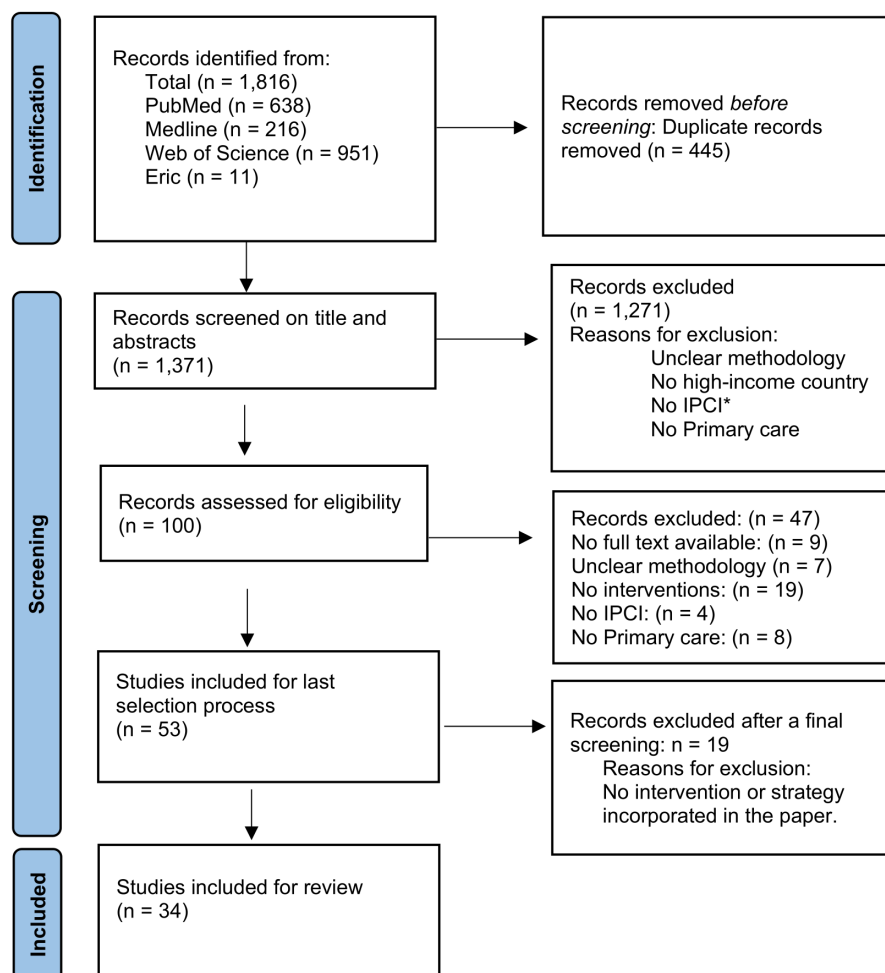 Identification
Records identified from:
Total (n = 1,816)
PubMed (n = 638)
Medline (n = 216)
Web of Science (n = 951)
Eric (n = 11)
Records removed before
screening: Duplicate records
removed (n = 445)
Screening
Records screened on title and
abstracts
(n = 1,371)
Records excluded
(n = 1,271)
Reasons for exclusion:
Unclear methodology
No high-income country
No IPCI*
No Primary care
Records assessed for eligibility
(n = 100)
Records excluded: (n = 47)
No full text available: (n = 9)
Unclear methodology (n = 7)
No interventions: (n = 19)
No IPCI: (n = 4)
No Primary care: (n = 8)
Studies included for last
selection process
(n = 53)
Records excluded after a final
screening: n = 19
Reasons for exclusion:
No intervention or strategy
incorporated in the paper.
Included
Studies included for review
(n = 34)